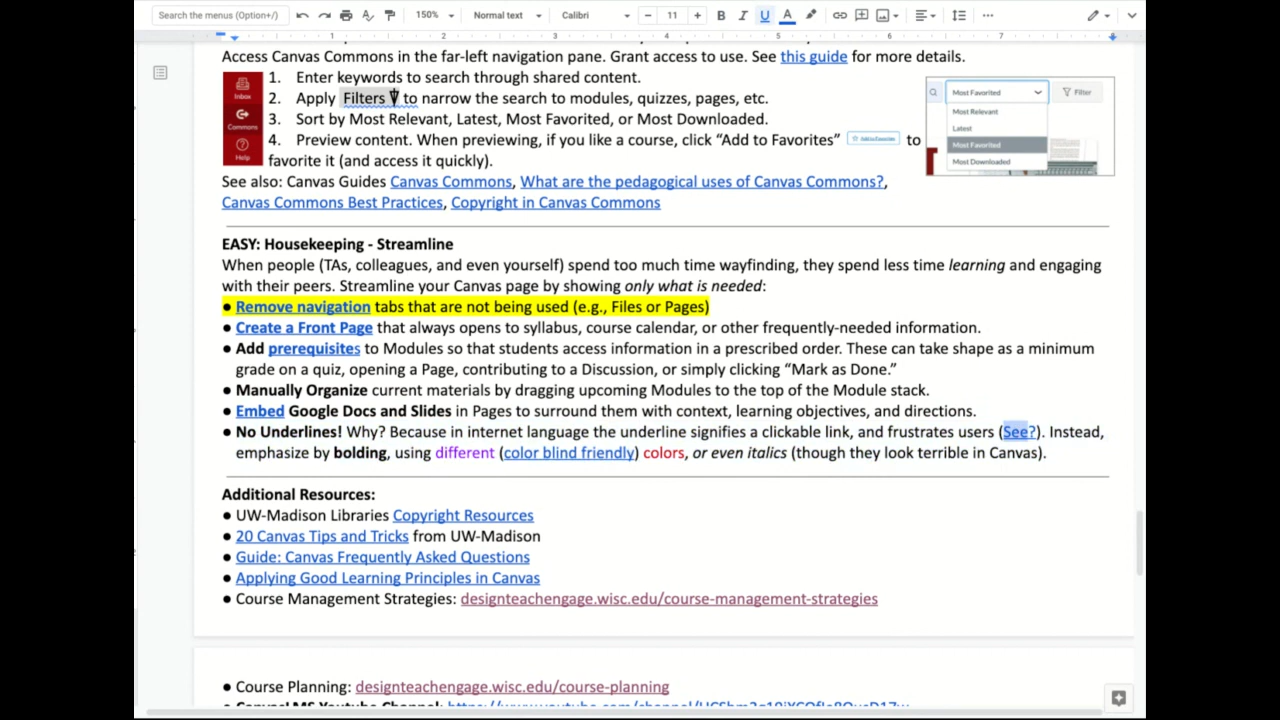 Search the menus (Option+/) 150% Normal text Calibri 11 B I U A
1 2 3 4 5 6 7 8
Access Canvas Commons in the far-left navigation pane. Grant access to use. See this guide for more details.
Inbox
Commons
Help
1. Enter keywords to search through shared content.
2. Apply Filters to narrow the search to modules, quizzes, pages, etc.
3. Sort by Most Relevant, Latest, Most Favorited, or Most Downloaded.
4. Preview content. When previewing, if you like a course, click “Add to Favorites” Add to Favorites to
favorite it (and access it quickly).
Most Favorited Filter
Most Relevant
Latest
Most Favorited
Most Downloaded
See also: Canvas Guides Canvas Commons, What are the pedagogical uses of Canvas Commons?,
Canvas Commons Best Practices, Copyright in Canvas Commons
EASY: Housekeeping - Streamline
When people (TAs, colleagues, and even yourself) spend too much time wayfinding, they spend less time learning and engaging
with their peers. Streamline your Canvas page by showing only what is needed:
● Remove navigation tabs that are not being used (e.g., Files or Pages)
● Create a Front Page that always opens to syllabus, course calendar, or other frequently-needed information.
● Add prerequisites to Modules so that students access information in a prescribed order. These can take shape as a minimum
grade on a quiz, opening a Page, contributing to a Discussion, or simply clicking “Mark as Done.”
● Manually Organize current materials by dragging upcoming Modules to the top of the Module stack.
● Embed Google Docs and Slides in Pages to surround them with context, learning objectives, and directions.
● No Underlines! Why? Because in internet language the underline signifies a clickable link, and frustrates users (See?). Instead,
emphasize by bolding, using different (color blind friendly) colors, or even italics (though they look terrible in Canvas).
Additional Resources:
● UW-Madison Libraries Copyright Resources
● 20 Canvas Tips and Tricks from UW-Madison
● Guide: Canvas Frequently Asked Questions
● Applying Good Learning Principles in Canvas
● Course Management Strategies: designteachengage.wisc.edu/course-management-strategies
● Course Planning: designteachengage.wisc.edu/course-planning